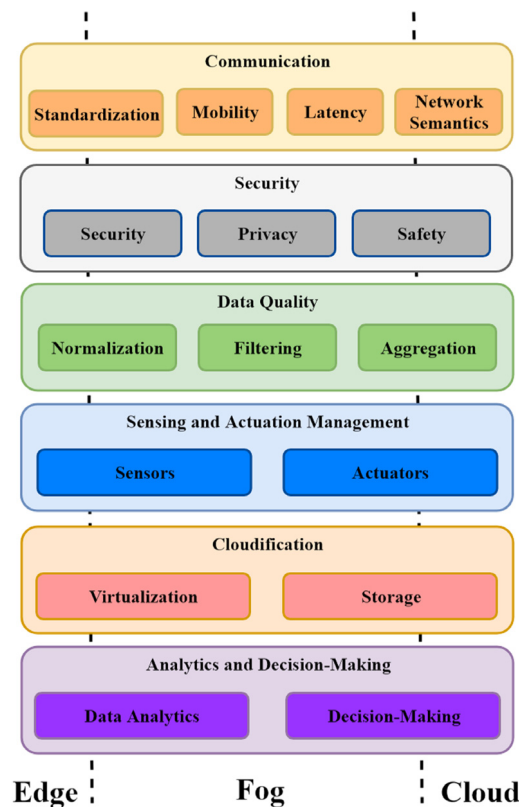 Communication
Standardization Mobility Latency Network Semantics
Security
Security Privacy Safety
Data Quality
Normalization Filtering Aggregation
Sensing and Actuation Management
Sensors Actuators
Cloudification
Virtualization Storage
Analytics and Decision-Making
Data Analytics Decision-Making
Edge Fog Cloud